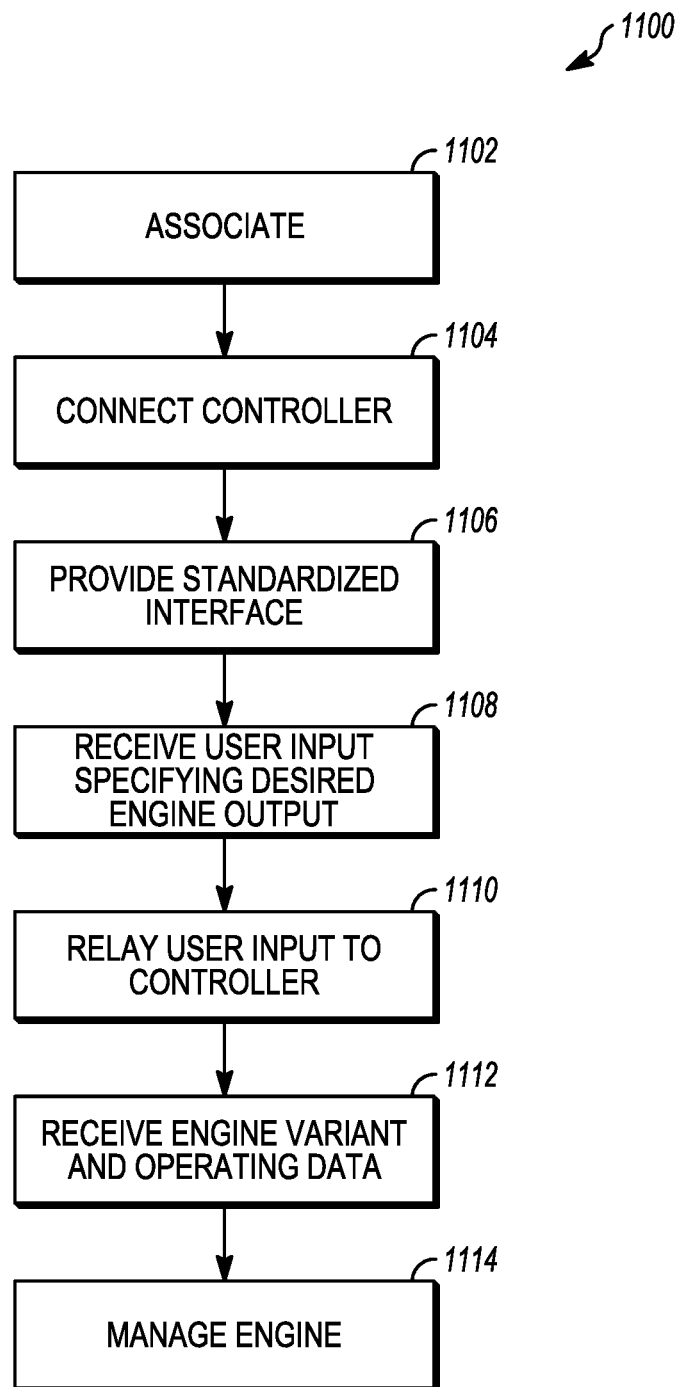 1100
1102
ASSOCIATE
1104
CONNECT CONTROLLER
1106
PROVIDE STANDARDIZED
INTERFACE
1108
RECEIVE USER INPUT
SPECIFYING DESIRED
ENGINE OUTPUT
1110
RELAY USER INPUT TO
CONTROLLER
1112
RECEIVE ENGINE VARIANT
AND OPERATING DATA
1114
MANAGE ENGINE